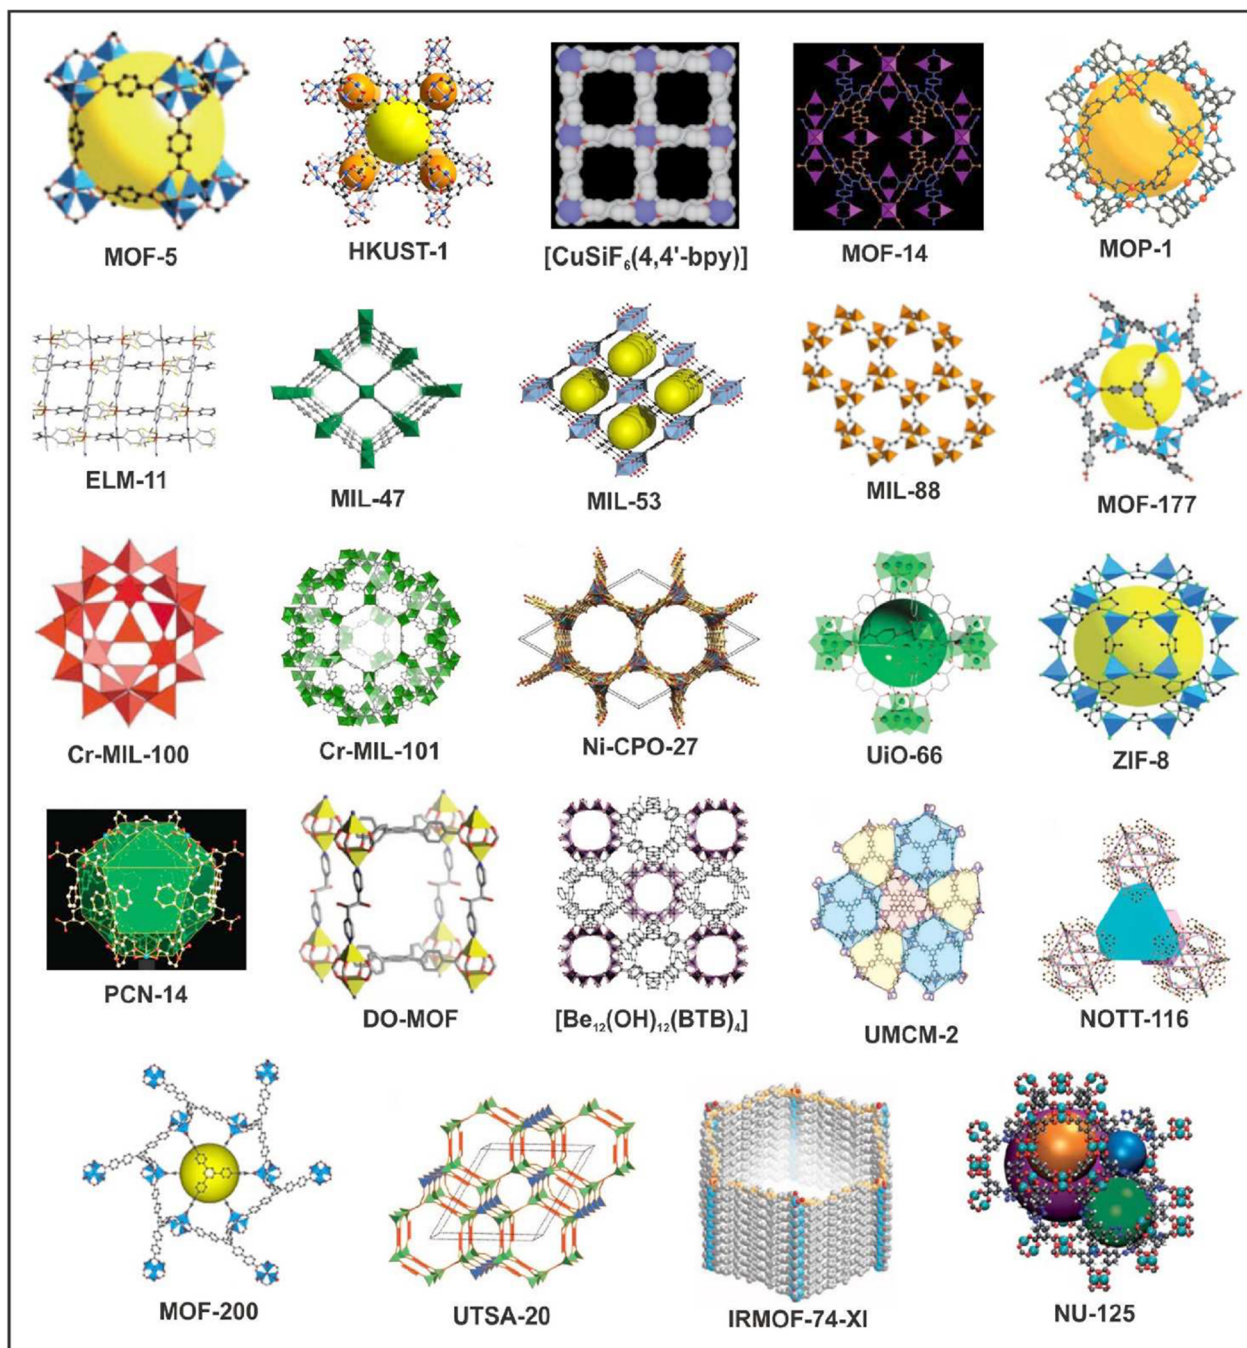 MOF-5
HKUST-1
[CuSiF₆(4,4'-bpy)]
MOF-14
MOP-1
ELM-11
MIL-47
MIL-53
MIL-88
MOF-177
Cr-MIL-100
Cr-MIL-101
Ni-CPO-27
UiO-66
ZIF-8
PCN-14
DO-MOF
[Be₁₂(OH)₁₂(BTB)₄]
UMCM-2
NOTT-116
MOF-200
UTSA-20
IRMOF-74-XI
NU-125